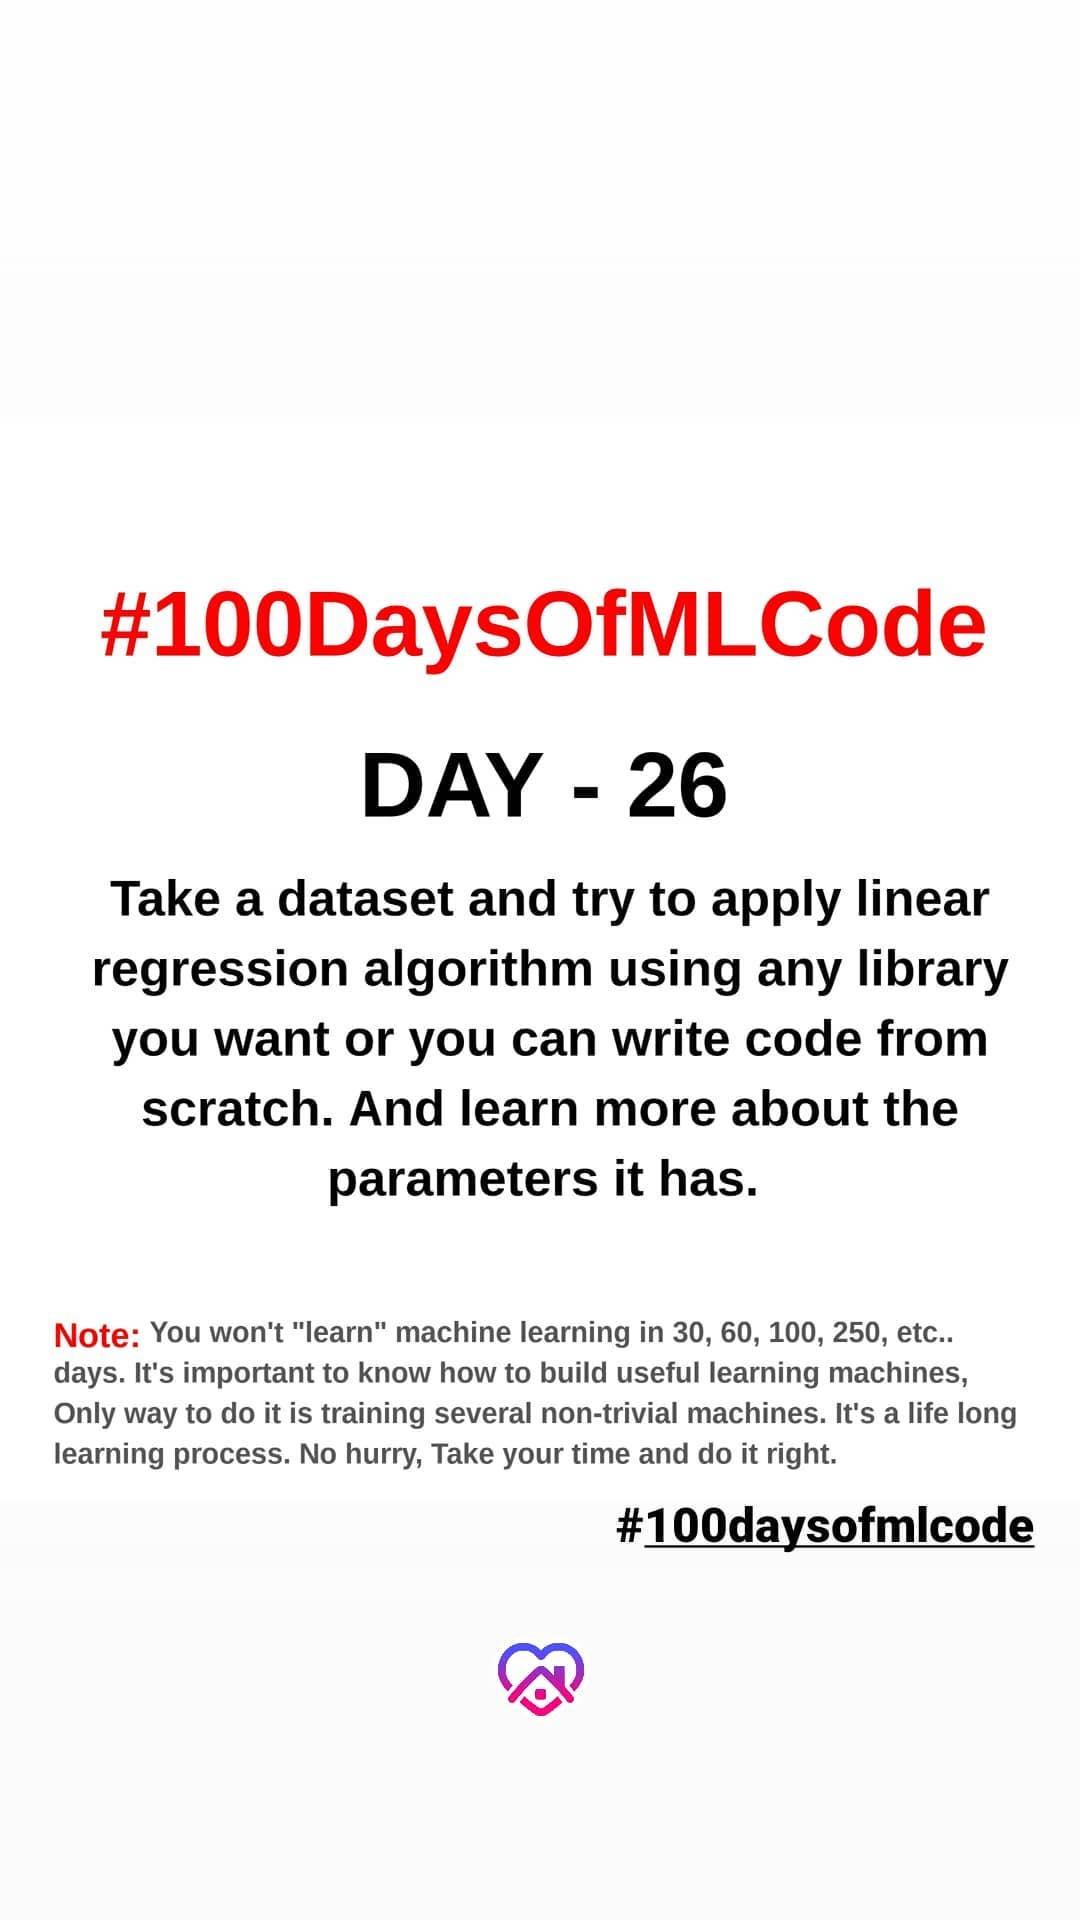 #100DaysOfMLCode
DAY - 26
Take a dataset and try to apply linear
regression algorithm using any library
you want or you can write code from
scratch. And learn more about the
parameters it has.
Note: You won't "learn" machine learning in 30, 60, 100, 250, etc..
days. It's important to know how to build useful learning machines,
Only way to do it is training several non-trivial machines. It's a life long
learning process. No hurry, Take your time and do it right.
#100daysofmlcode